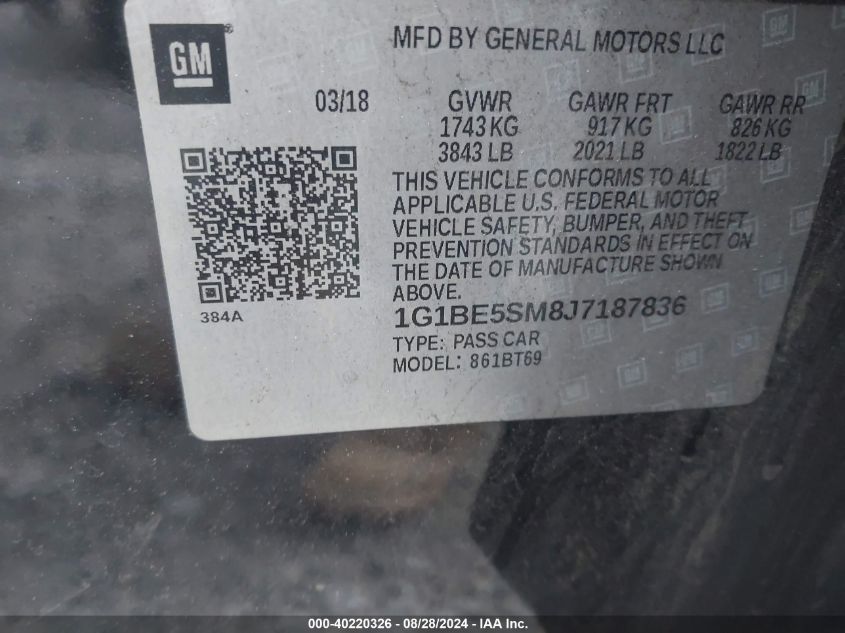 GM
MFD BY GENERAL MOTORS LLC
03/18 GVWR GAWR FRT GAWR RR
1743 KG 917 KG 826 KG
3843 LB 2021 LB 1822 LB
THIS VEHICLE CONFORMS TO ALL
APPLICABLE U.S. FEDERAL MOTOR
VEHICLE SAFETY, BUMPER, AND THEFT
PREVENTION STANDARDS IN EFFECT ON
THE DATE OF MANUFACTURE SHOWN
ABOVE.
384A
1G1BE5SM8J7187836
TYPE: PASS CAR
MODEL: 861BT69
000-40220326 - 08/28/2024 - IAA Inc.